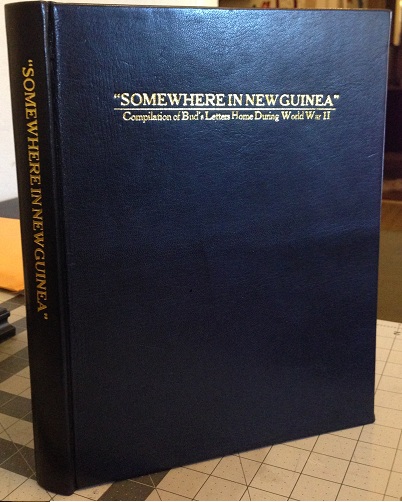 "SOMEWHERE IN NEW GUINEA"
"SOMEWHERE IN NEW GUINEA"
Compilation of Bud's Letters Home During World War II